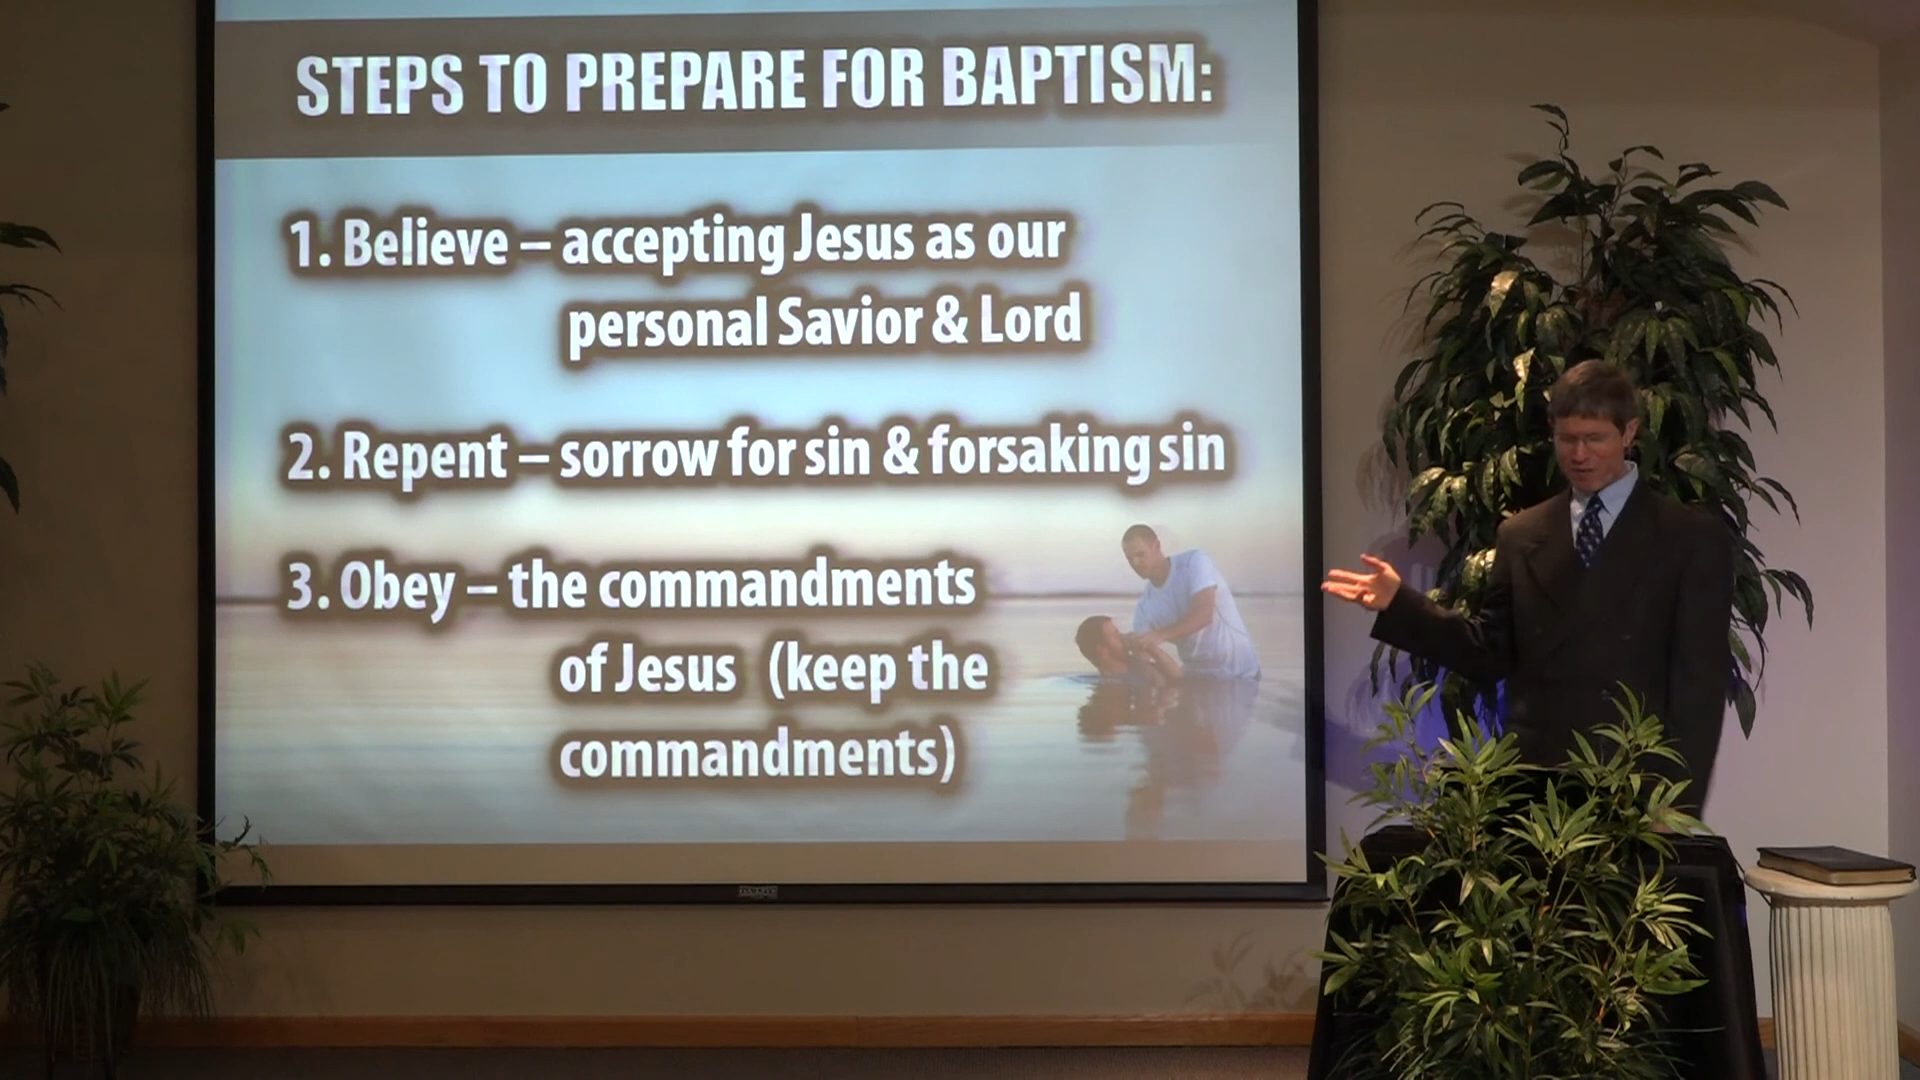 STEPS TO PREPARE FOR BAPTISM:
1. Believe – accepting Jesus as our
personal Savior & Lord
2. Repent – sorrow for sin & forsaking sin
3. Obey – the commandments
of Jesus (keep the
commandments)